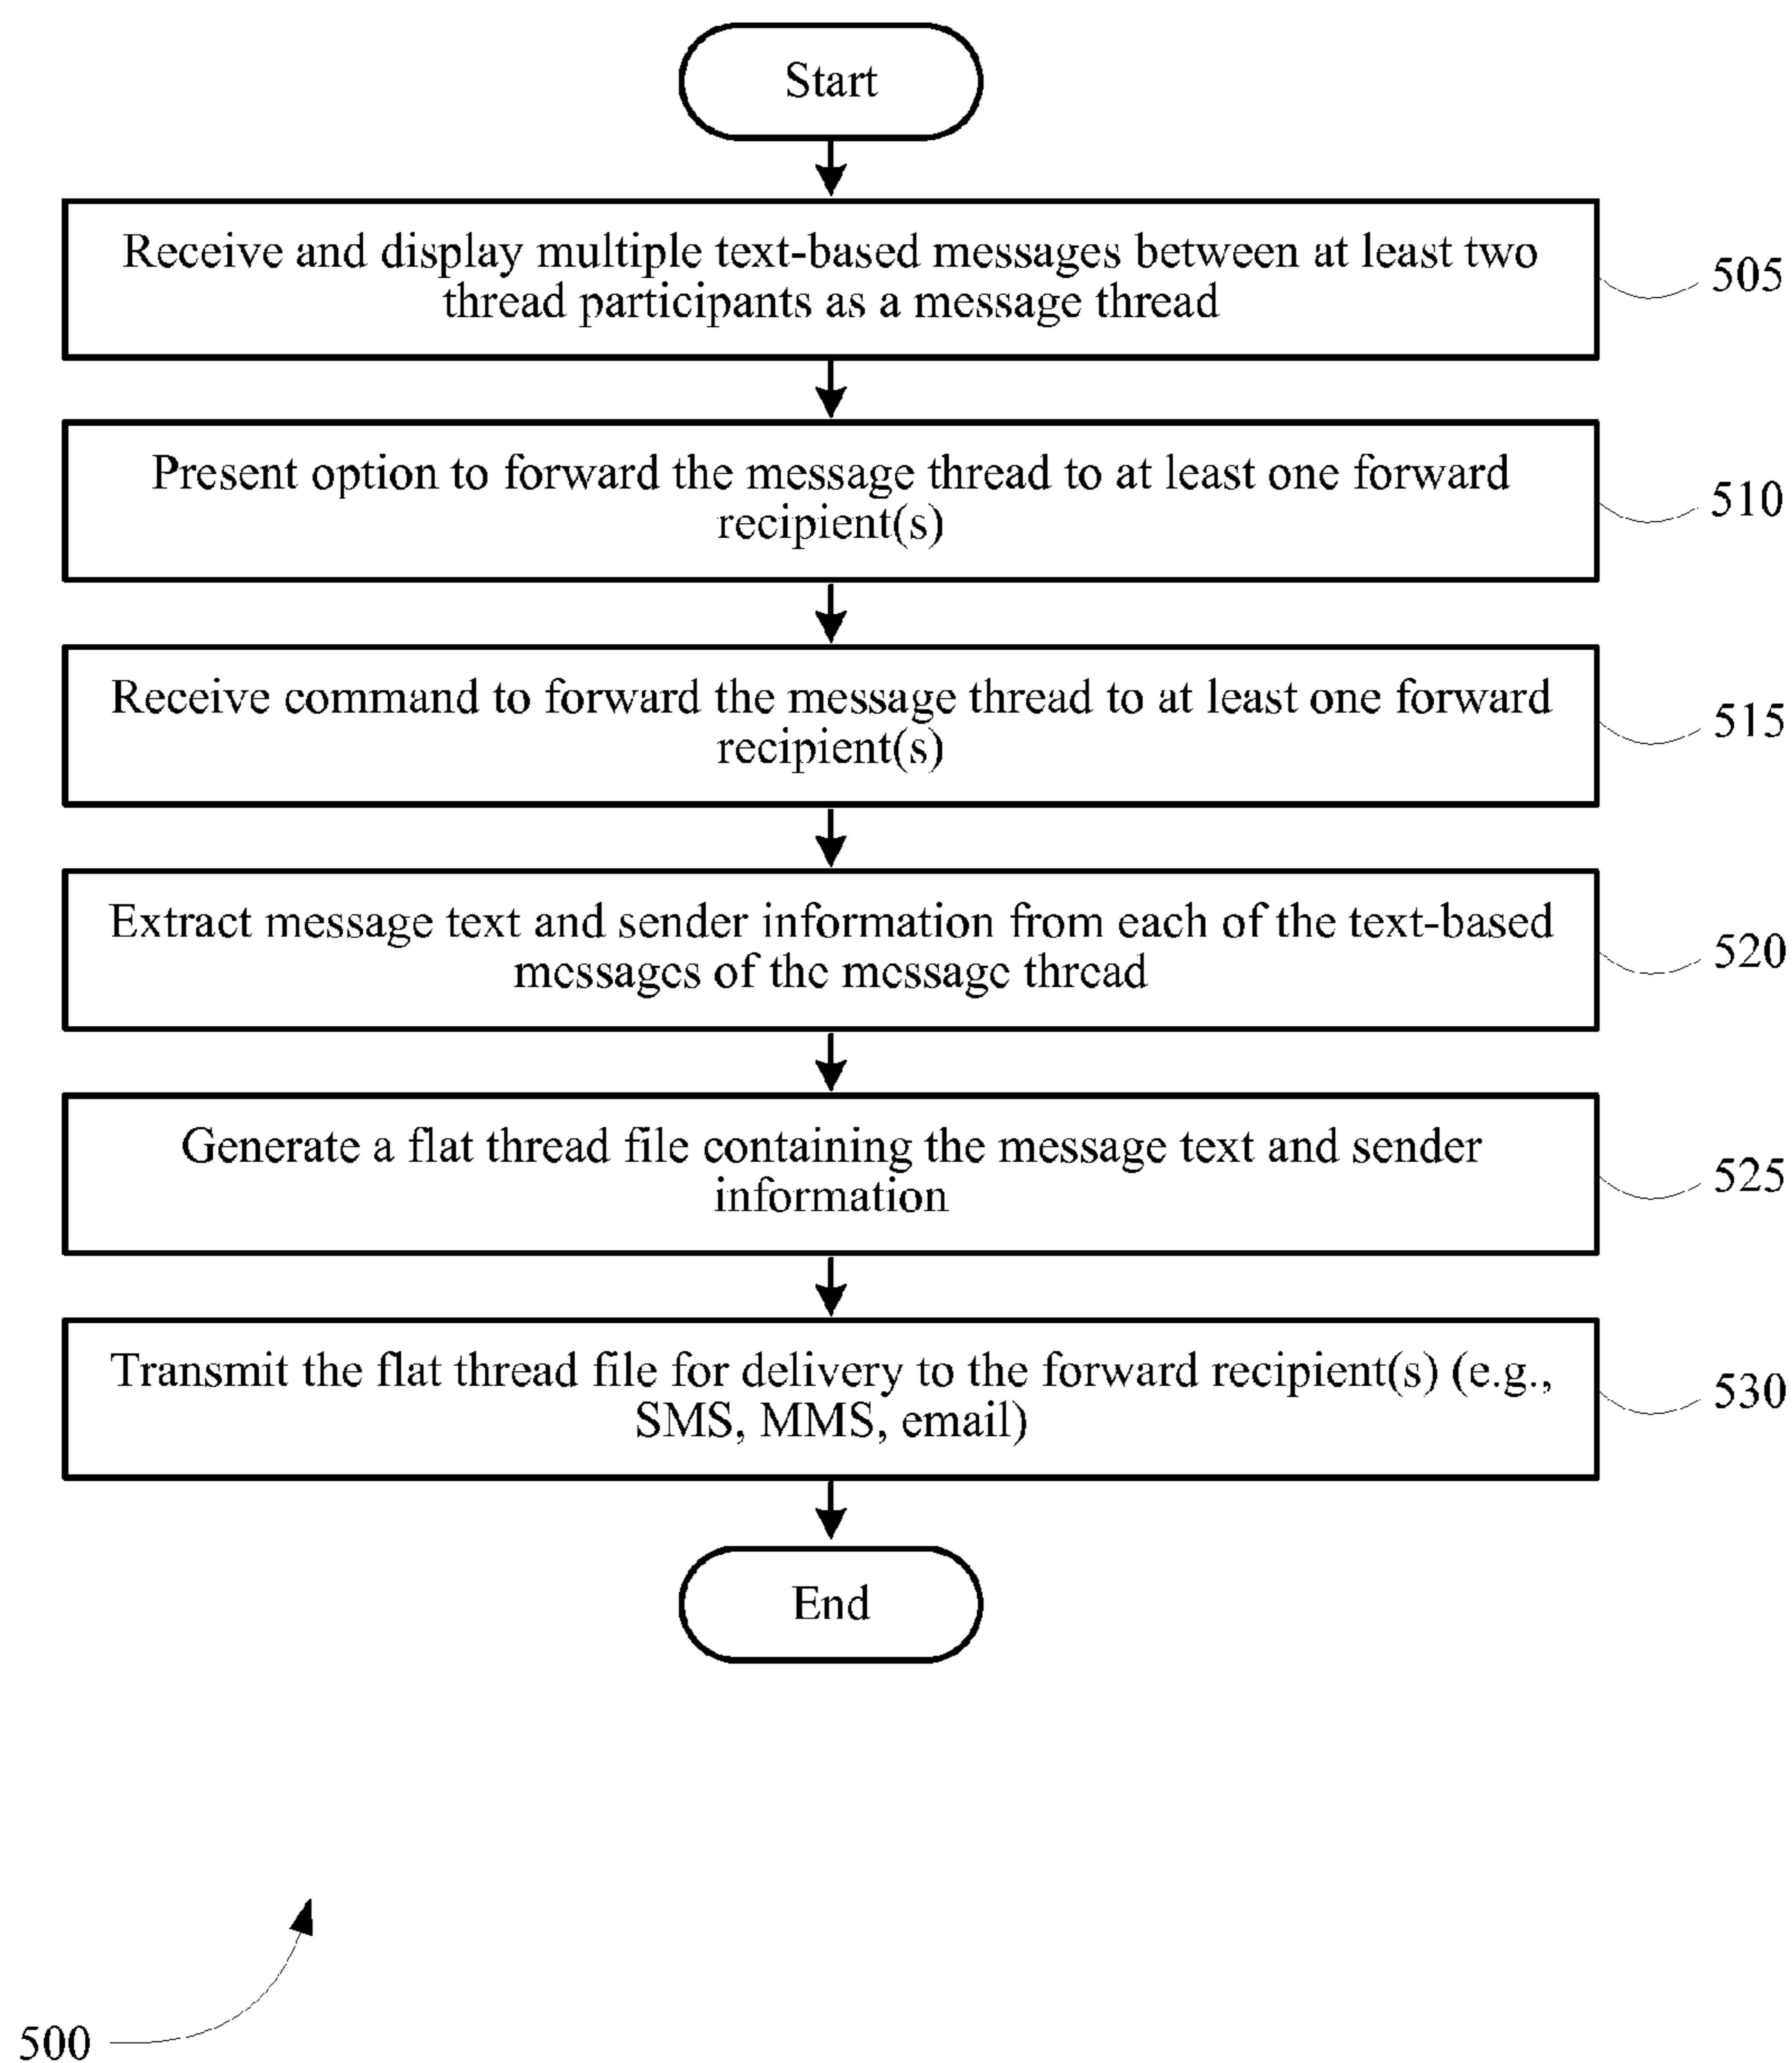 Start
Receive and display multiple text-based messages between at least two
thread participants as a message thread
505
Present option to forward the message thread to at least one forward
recipient(s)
510
Receive command to forward the message thread to at least one forward
recipient(s)
515
Extract message text and sender information from each of the text-based
messages of the message thread
520
Generate a flat thread file containing the message text and sender
information
525
Transmit the flat thread file for delivery to the forward recipient(s) (e.g.,
SMS, MMS, email)
530
End
500